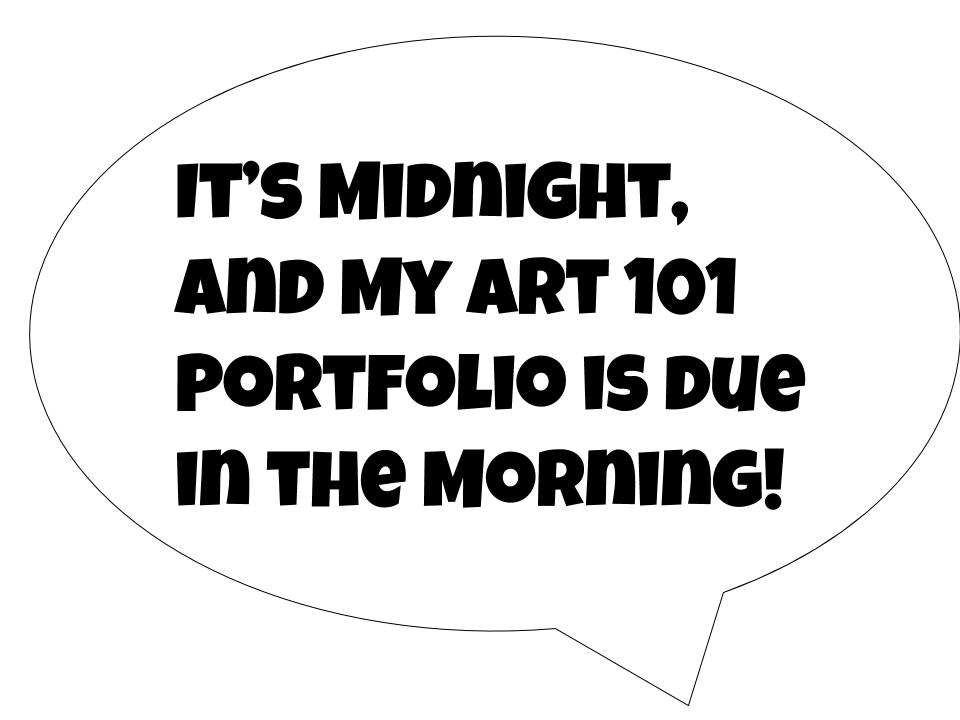 IT’S MIDNIGHT,
AND MY ART 101
PORTFOLIO IS DUE
IN THE MORNING!